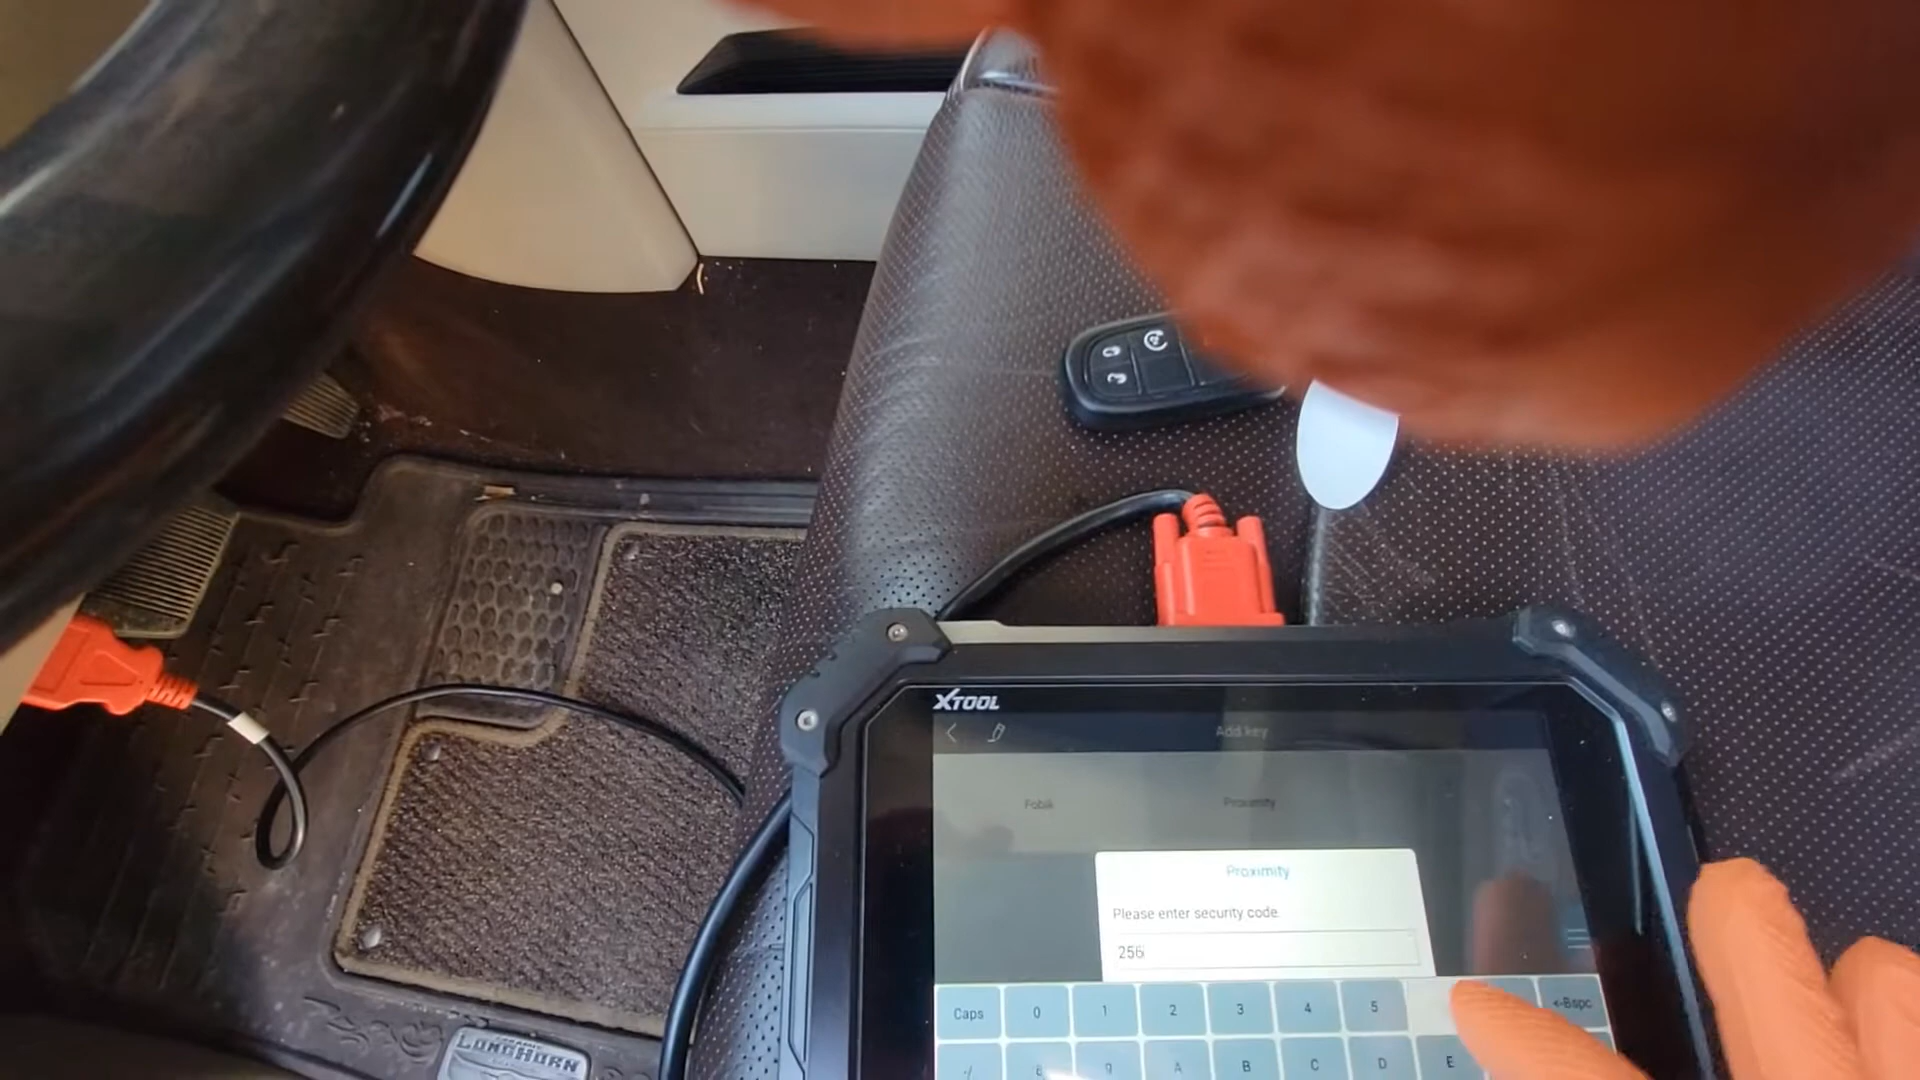 XTOOL
Add key
Fobik Proximity
Proximity
Please enter security code
256
Caps 0 1 2 3 4 5 <-Bspc
A B C D E
LONGHORN